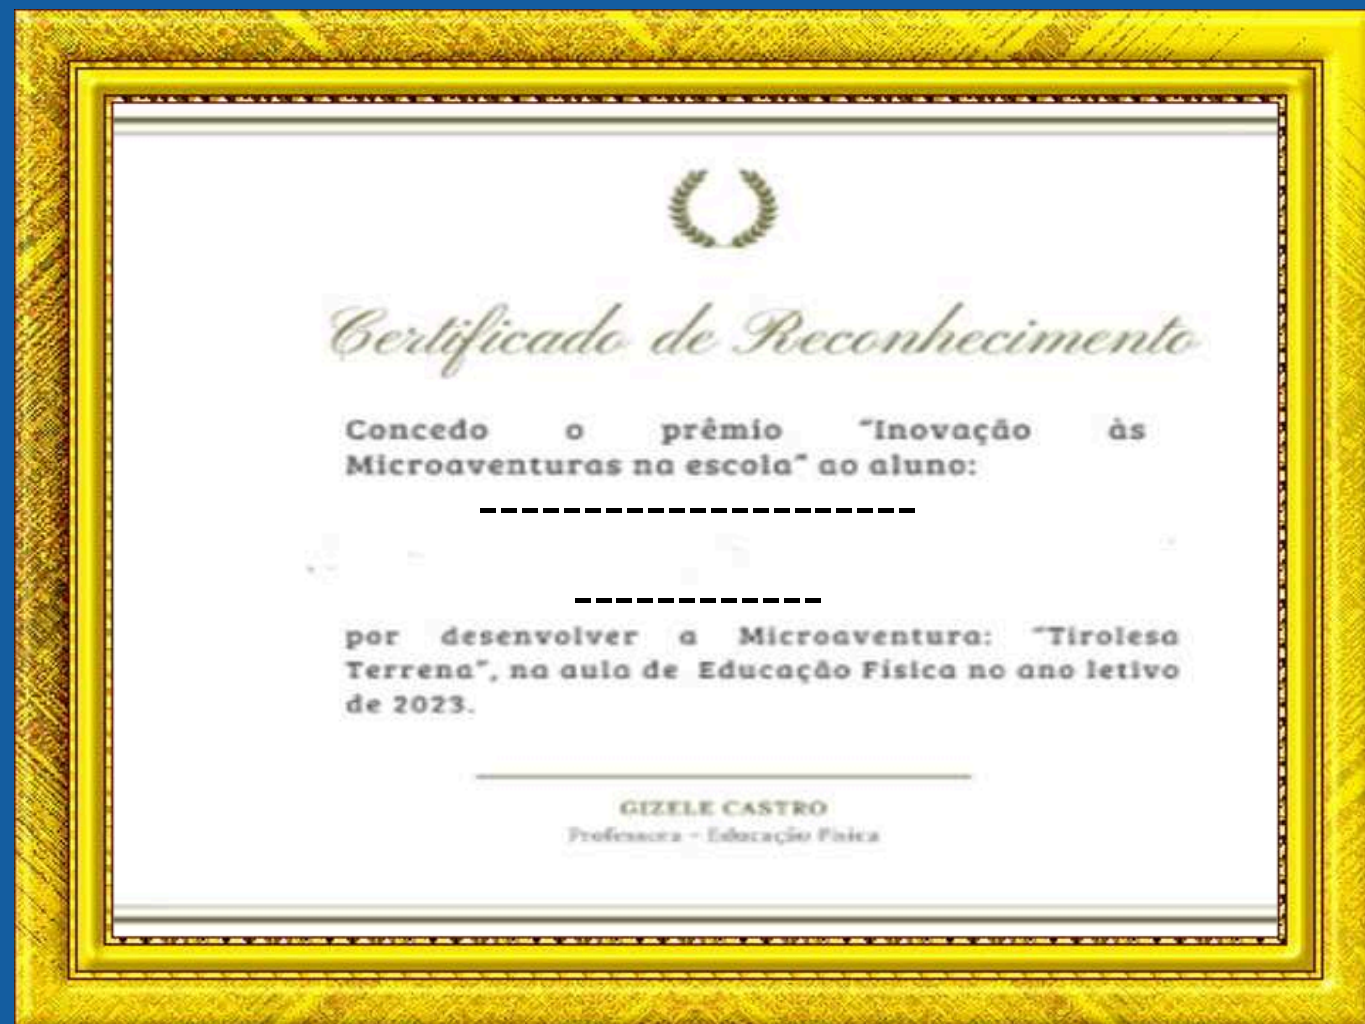 Certificado de Reconhecimento
Concedo o prêmio “Inovação às
Microaventuras na escola” ao aluno:
---------------------
------------
por desenvolver a Microaventura: “Tirolesa
Terrena”, na aula de Educação Física no ano letivo
de 2023.
GIZELE CASTRO
Professora - Educação Física